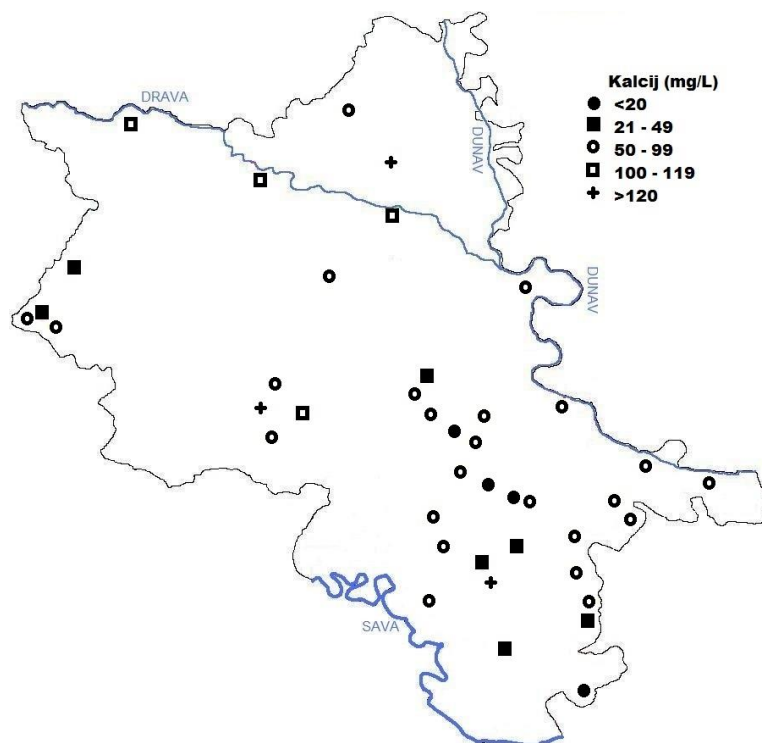 DRAVA
DUNAV
DUNAV
SAVA
Kalcij (mg/L)
<20
21 - 49
50 - 99
100 - 119
>120